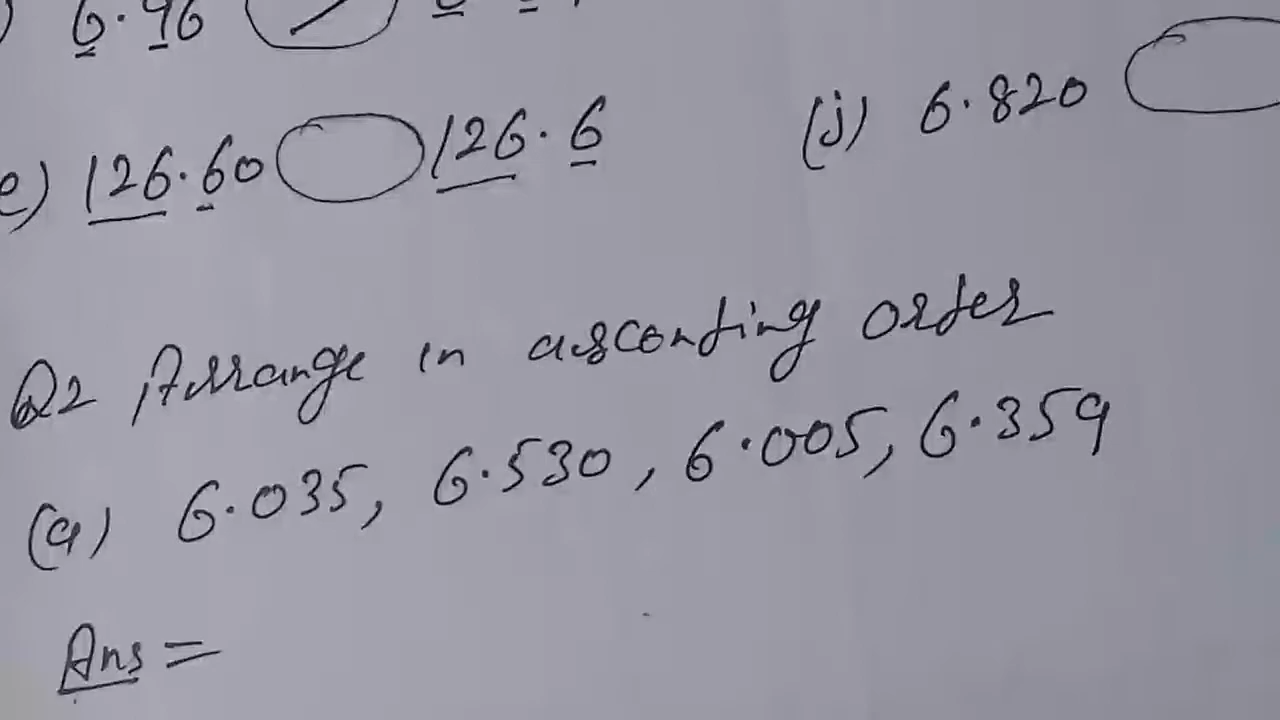 6.96
e) 126.60 126.6 (j) 6.820
Q2 Arrange in asconding order
(a) 6.035, 6.530, 6.005, 6.359
Ans =